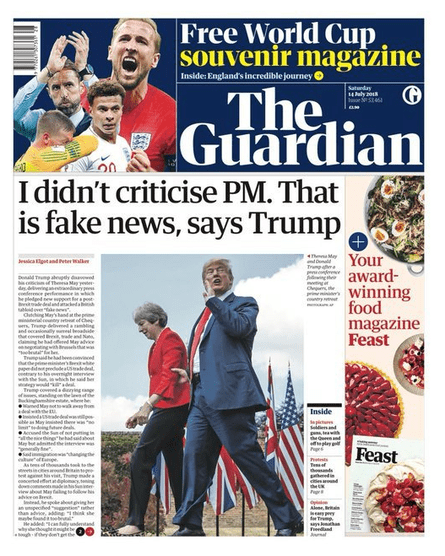 Free World Cup
souvenir magazine
Inside: England's incredible journey
Saturday
14 July 2018
Issue № 53,461
£2.90
The
Guardian
I didn't criticise PM. That
is fake news, says Trump
Jessica Elgot and Peter Walker
Donald Trump abruptly disavowed
his criticism of Theresa May yester-
day, delivering an extraordinary press
conference performance in which
he pledged new support for a post-
Brexit trade deal and attacked a British
tabloid over "fake news".
Clutching May's hand at the prime
ministerial country retreat of Cheq-
uers, Trump delivered a rambling
and occasionally surreal broadside
that covered Brexit, trade and Nato,
claiming he had offered May advice
on negotiating with Brussels that was
"too brutal" for her.
Trump said he had been convinced
that the prime minister's Brexit white
paper did not preclude a US trade deal,
contrary to his explosive interview
with the Sun, in which he said her
strategy would "kill" a deal.
Trump covered a dizzying range
of issues, standing on the lawn of the
Buckinghamshire estate, where he:
Warned May not to walk away from
a deal with the EU.
Insisted a US trade deal was still pos-
sible as May insisted there was "no
limit" to doing future deals.
Accused the Sun of not putting in
"all the nice things" he had said about
May but admitted the interview was
"generally fine".
Said immigration was "changing the
culture" of Europe.
As tens of thousands took to the
streets in cities around Britain to pro-
test against his visit, Trump made a
concerted effort at diplomacy, toning
down comments made in his Sun inter-
view about May failing to follow his
advice on Brexit.
Instead, he spoke about giving her
an unspecified "suggestion" rather
than advice, adding: "I think she
maybe found it too brutal."
He added: "I can fully understand
why she thought it might be
tough - if they don't get the
Theresa May
and Donald
Trump after a
press conference
following their
meeting at
Chequers, the
prime minister's
country retreat
Inside
In pictures
Soldiers and
guns, tea with the
Queen and off
to play golf
Page 6
Protests
Tens of
thousands
gathered in
cities around
the UK
Page 8
Opinion
Alone, Britain
is easy prey
for Trump, says
Jonathan
Freedland
Journal
+
Your
award-
winning
food
magazine
Feast
Feast